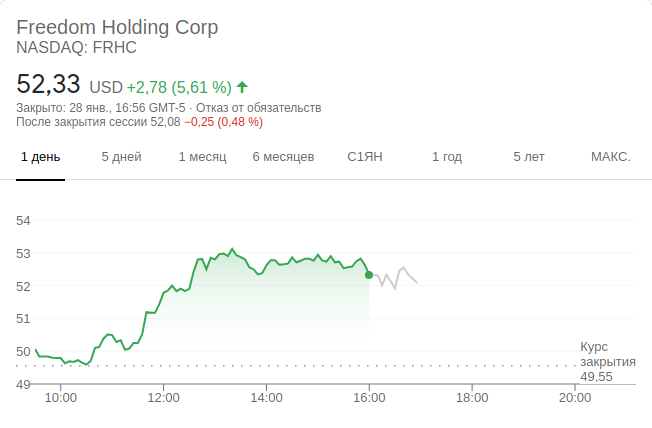 Freedom Holding Corp
NASDAQ: FRHC
52,33 USD +2,78 (5,61 %)
Закрыто: 28 янв., 16:56 GMT-5 · Отказ от обязательств
После закрытия сессии 52,08 −0,25 (0,48 %)
1 день 5 дней 1 месяц 6 месяцев С1ЯН 1 год 5 лет МАКС.
54
53
52
51
50
Курс
закрытия
49,55
49
10:00 12:00 14:00 16:00 18:00 20:00